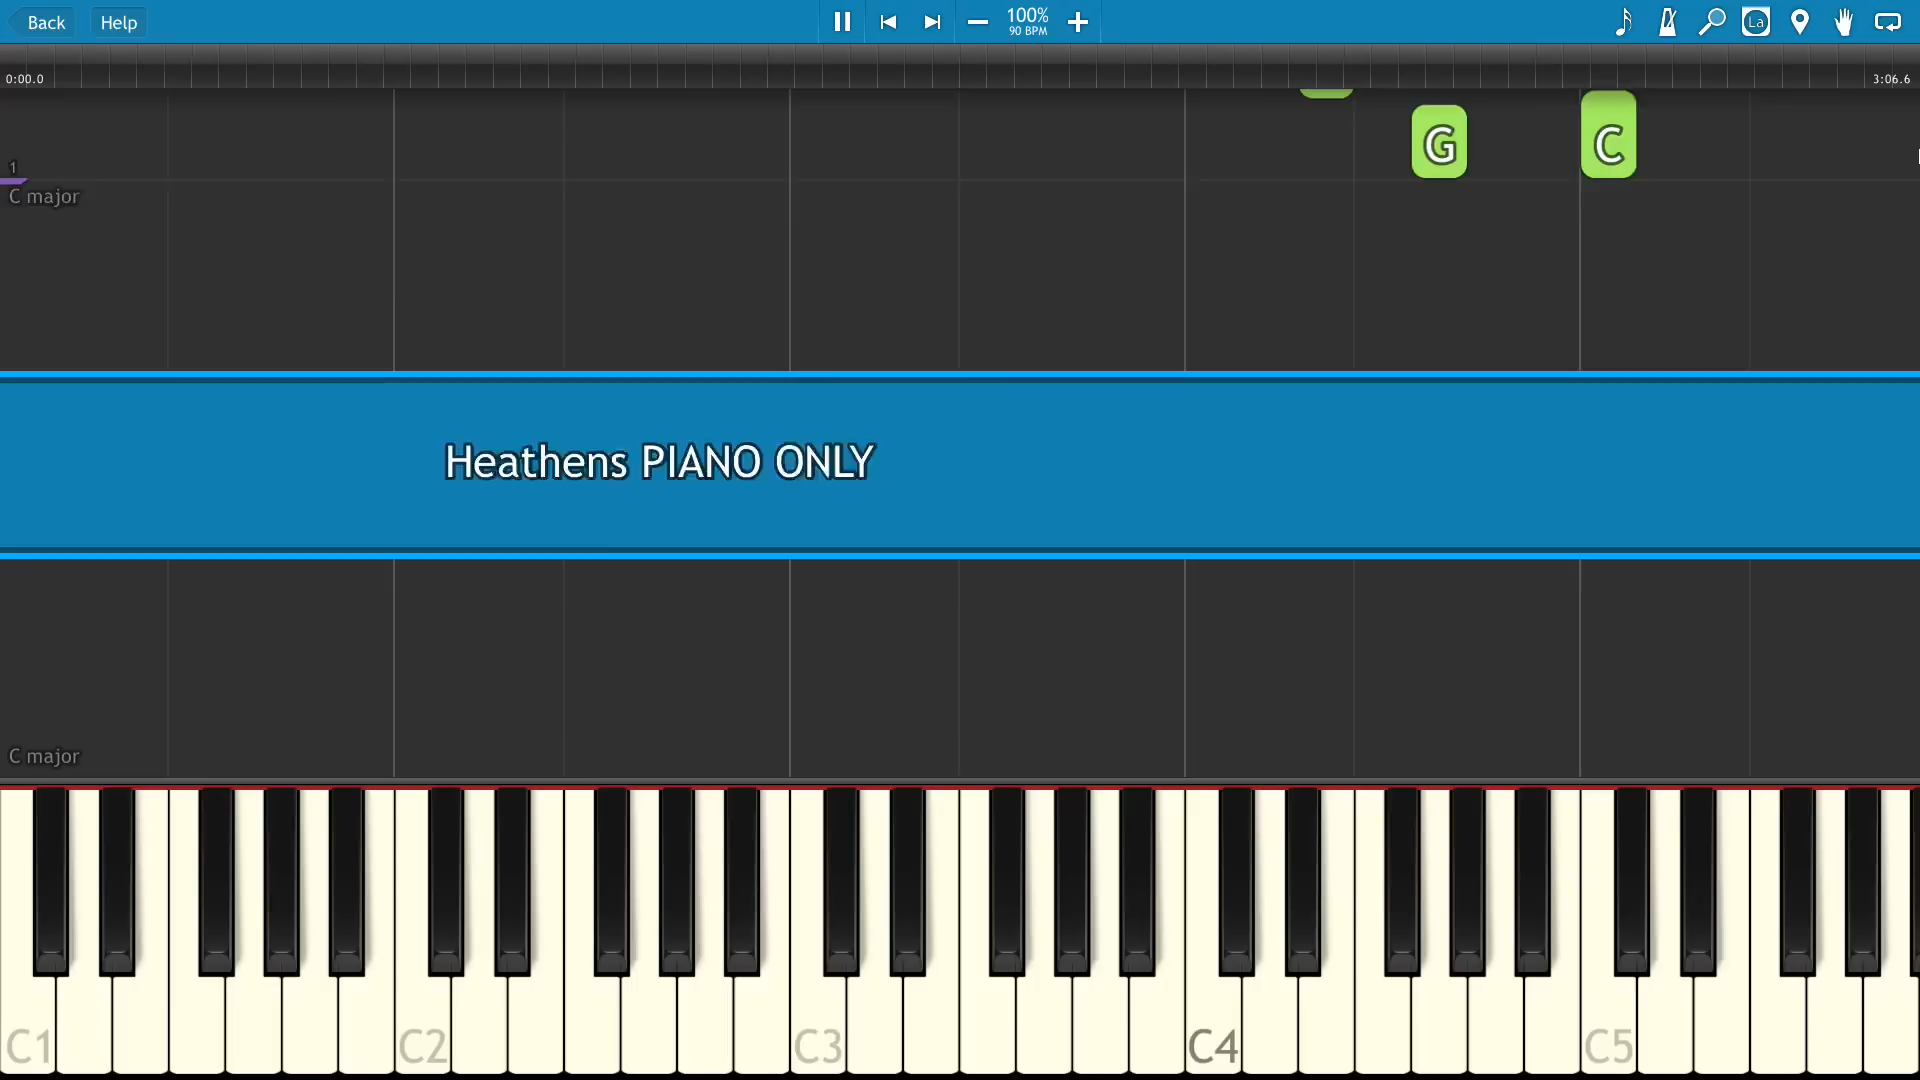 Back
Help
100%
90 BPM
La
0:00.0
3:06.6
G
C
1
C major
Heathens PIANO ONLY
C major
C1
C2
C3
C4
C5